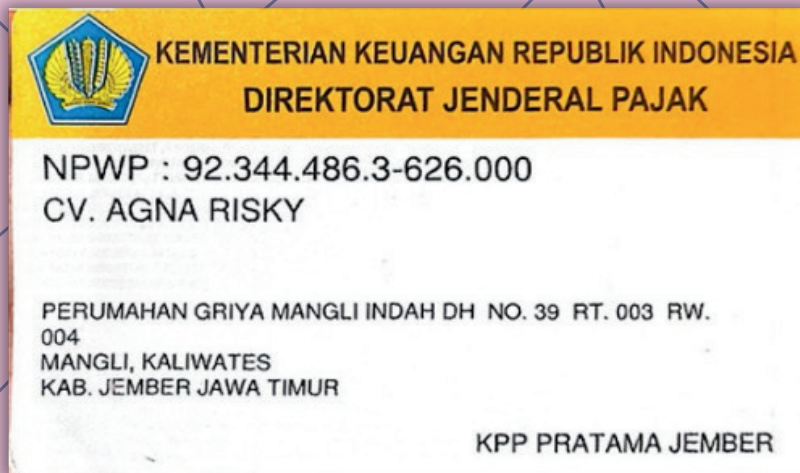 KEMENTERIAN KEUANGAN REPUBLIK INDONESIA
DIREKTORAT JENDERAL PAJAK
NPWP : 92.344.486.3-626.000
CV. AGNA RISKY
PERUMAHAN GRIYA MANGLI INDAH DH NO. 39 RT. 003 RW.
004
MANGLI, KALIWATES
KAB. JEMBER JAWA TIMUR
KPP PRATAMA JEMBER